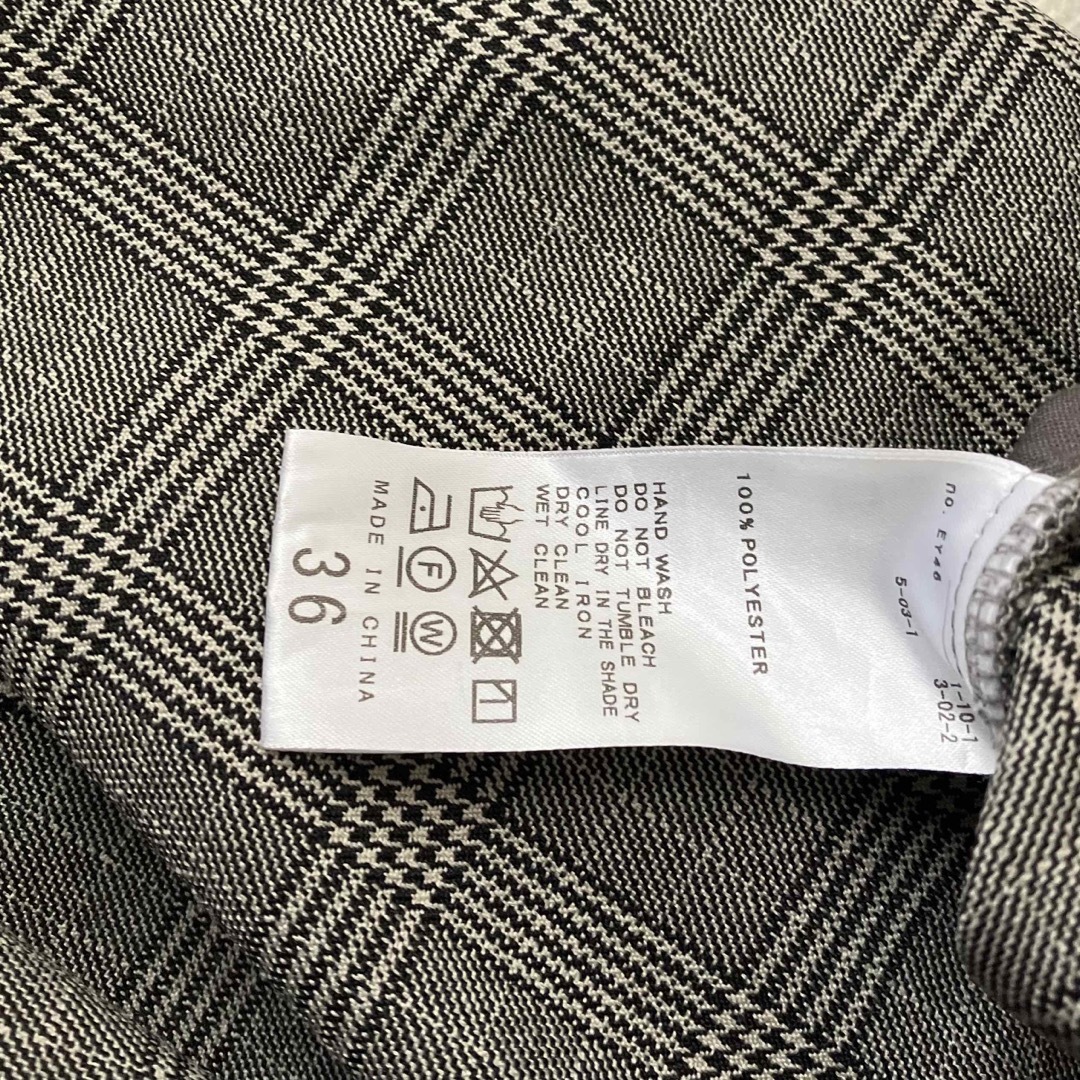 no. Er46
5-03-1
1-10-1
3-02-2
100% POLYESTER
HAND WASH
DO NOT BLEACH
DO NOT TUMBLE DRY
LINE DRY IN THE SHADE
COOL IRON
DRY CLEAN
WET CLEAN
F
W
MADE IN CHINA
36